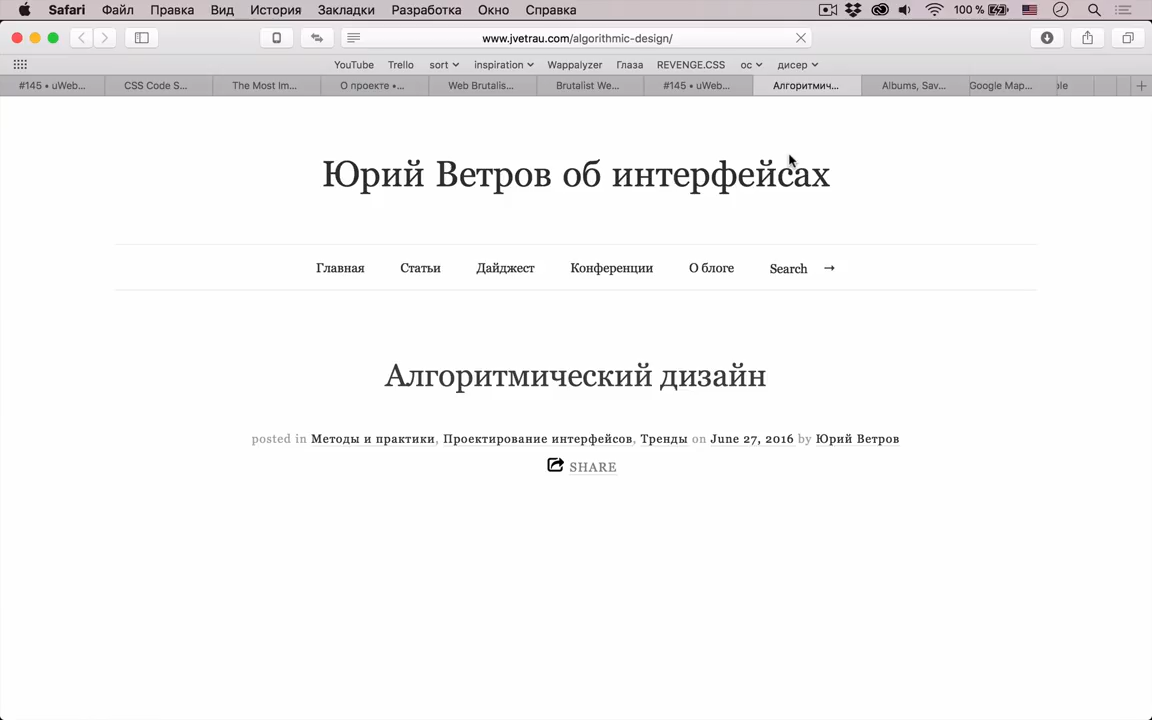 Safari Файл Правка Вид История Закладки Разработка Окно Справка 100 %
www.jvetrau.com/algorithmic-design/
YouTube Trello sort inspiration Wappalyzer Глаза REVENGE.CSS ос дисер
#145 • uWeb... CSS Code S... The Most Im... О проекте •... Web Brutalis... Brutalist We... #145 • uWeb... Алгоритмич... Albums, Sav... Google Map... ple
Юрий Ветров об интерфейсах
Главная Статьи Дайджест Конференции О блоге Search →
Алгоритмический дизайн
posted in Методы и практики, Проектирование интерфейсов, Тренды on June 27, 2016 by Юрий Ветров
SHARE